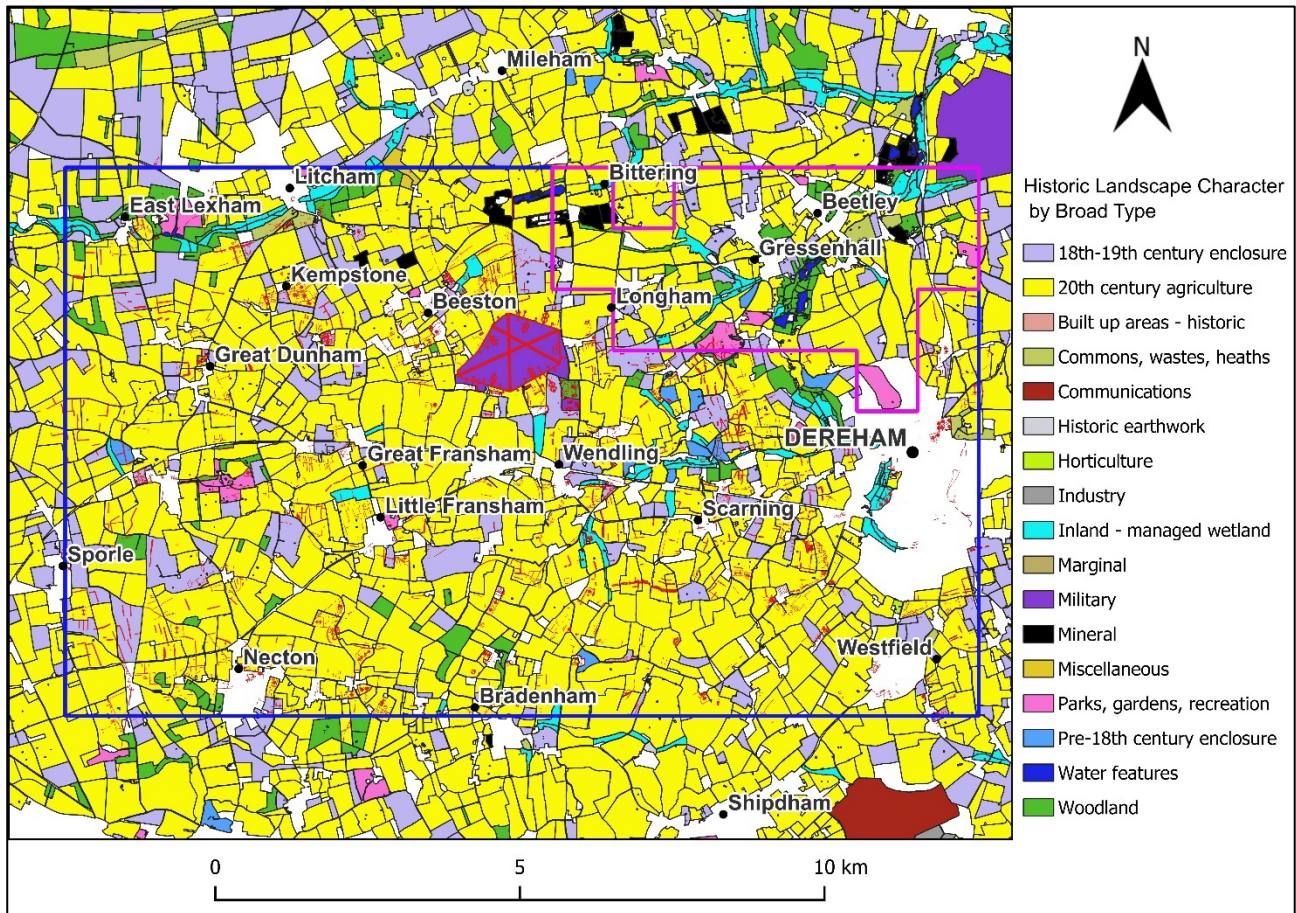 Mileham
Bittering
Litcham
East Lexham
Beetley
Gressenhall
Kempstone
Beeston
Longham
Great Dunham
DEREHAM
Great Fransham
Wendling
Little Fransham
Scarning
Sporle
Westfield
Necton
Bradenham
Shipdham
0 5 10 km
N
Historic Landscape Character
by Broad Type
18th-19th century enclosure
20th century agriculture
Built up areas - historic
Commons, wastes, heaths
Communications
Historic earthwork
Horticulture
Industry
Inland - managed wetland
Marginal
Military
Mineral
Miscellaneous
Parks, gardens, recreation
Pre-18th century enclosure
Water features
Woodland